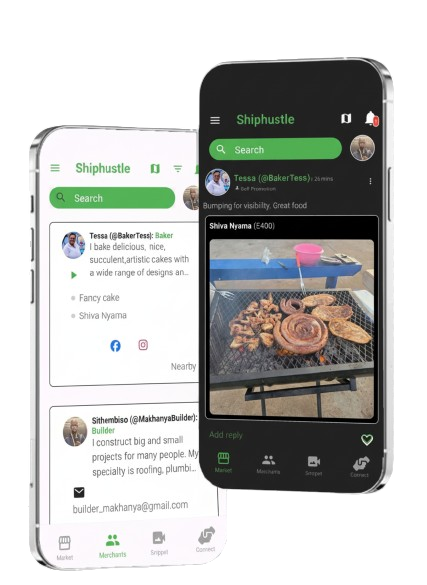 Shiphustle
Search
Tessa (@BakerTess): Baker
I bake delicious, nice,
succulent,artistic cakes with
a wide range of designs an..
Fancy cake
Shiva Nyama
Nearby
Sithembiso (@MakhanyaBuilder):
Builder
I construct big and small
projects for many people. My
specialty is roofing, plumbi...
builder_makhanya@gmail.com
Market
Merchants
Snippet
Connect
Shiphustle
Search
Tessa (@BakerTess) • 26 mins
Self Promotion
Bumping for visibility. Great food
Shiva Nyama (E400)
Add reply
Market
Merchants
Snippet
Connect